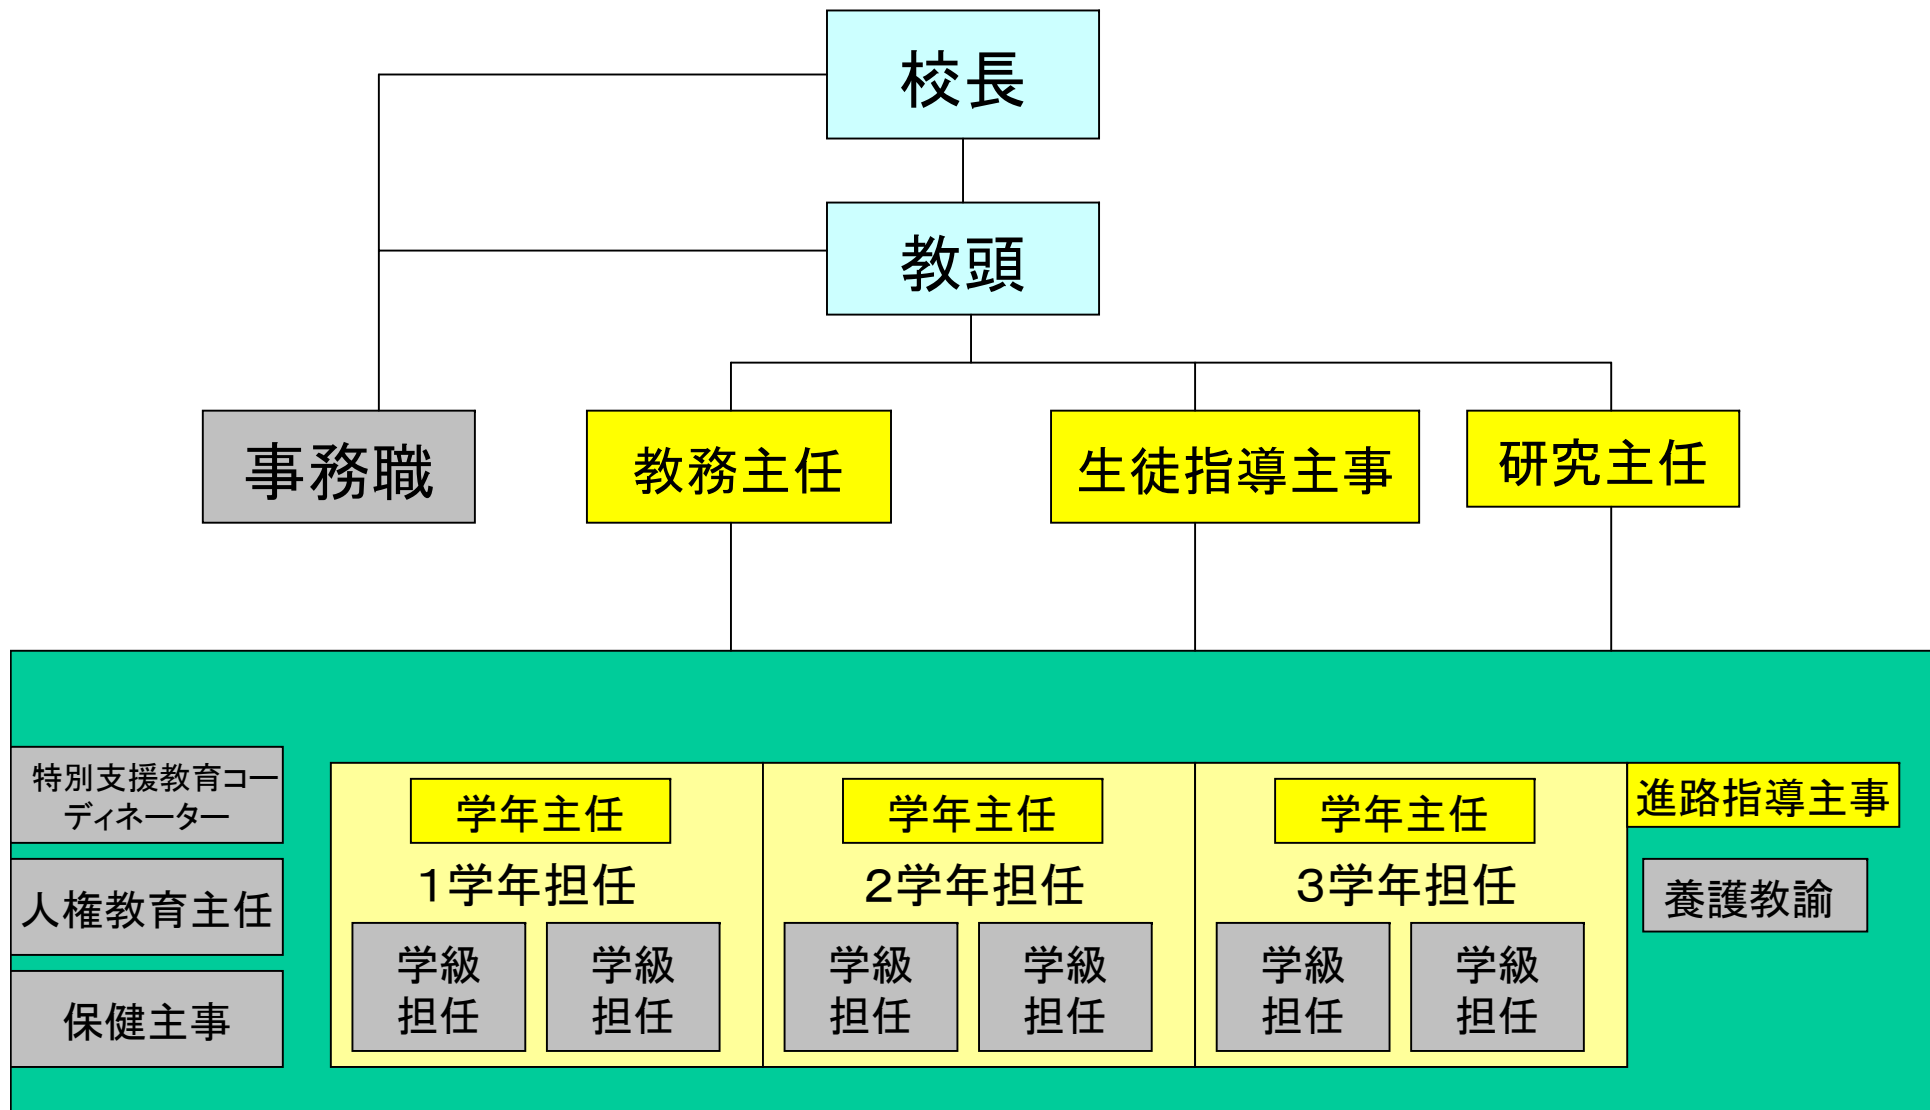 校長
教頭
事務職
教務主任
生徒指導主事
研究主任
特別支援教育コー
ディネーター
人権教育主任
保健主事
学年主任
1学年担任
学級
担任
学級
担任
学年主任
2学年担任
学級
担任
学級
担任
学年主任
3学年担任
学級
担任
学級
担任
進路指導主事
養護教諭